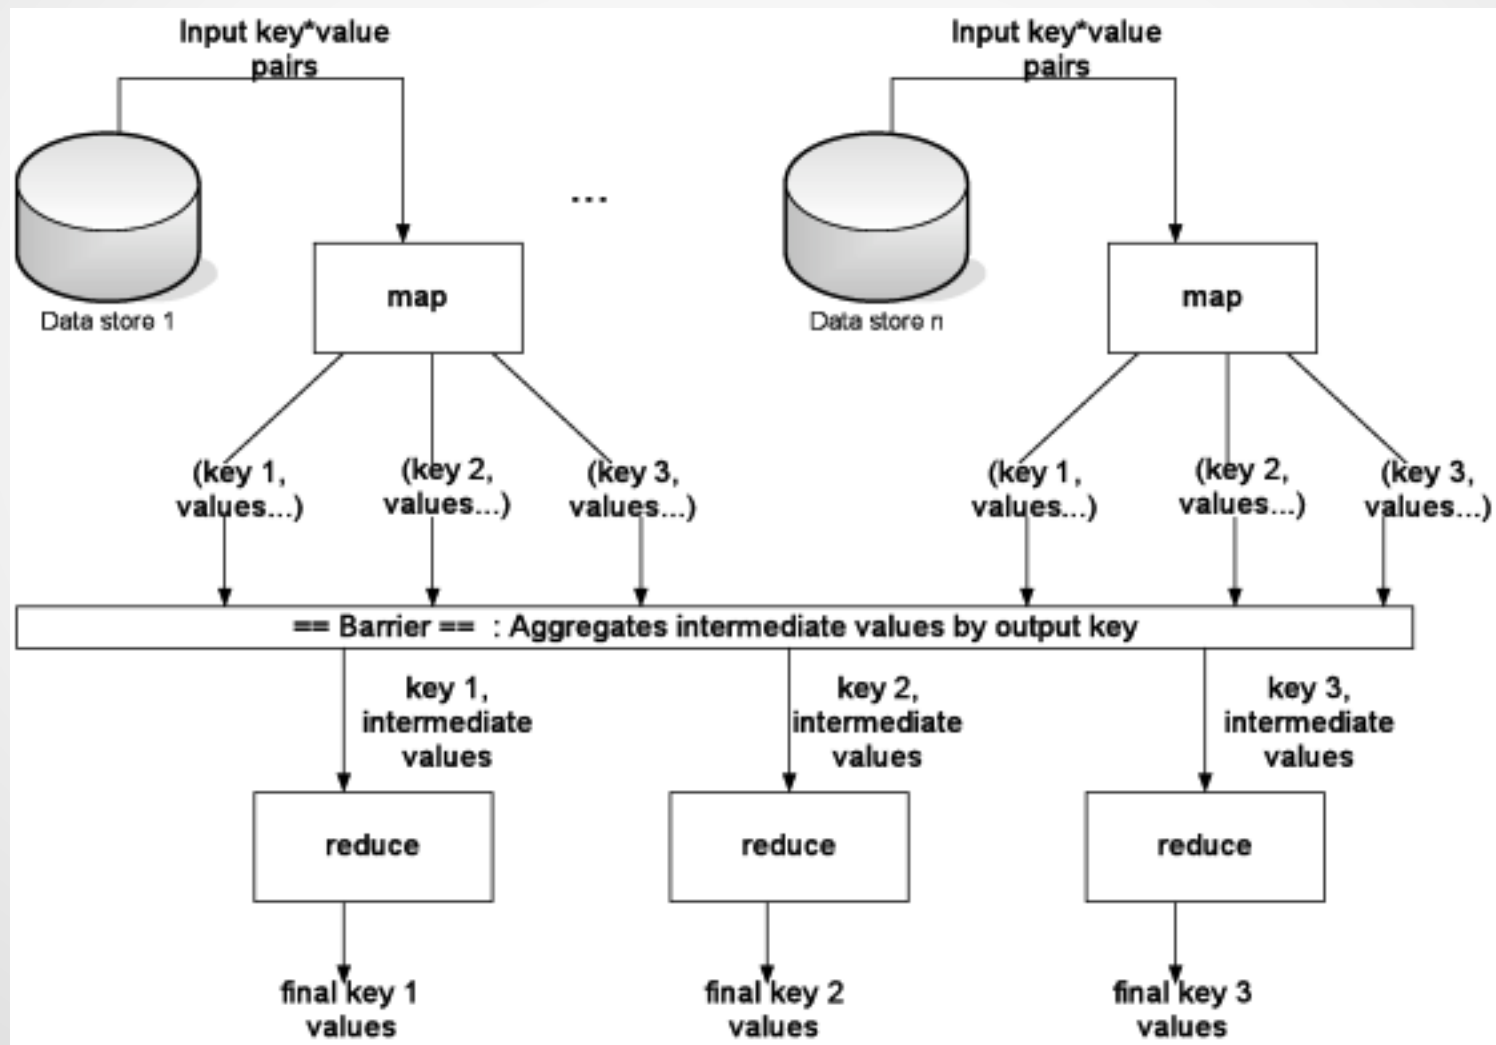 Input key*value
pairs
Input key*value
pairs
...
Data store 1
map
Data store n
map
(key 1,
values...)
(key 2,
values...)
(key 3,
values...)
(key 1,
values...)
(key 2,
values...)
(key 3,
values...)
== Barrier == : Aggregates intermediate values by output key
key 1,
intermediate
values
key 2,
intermediate
values
key 3,
intermediate
values
reduce
reduce
reduce
final key 1
values
final key 2
values
final key 3
values